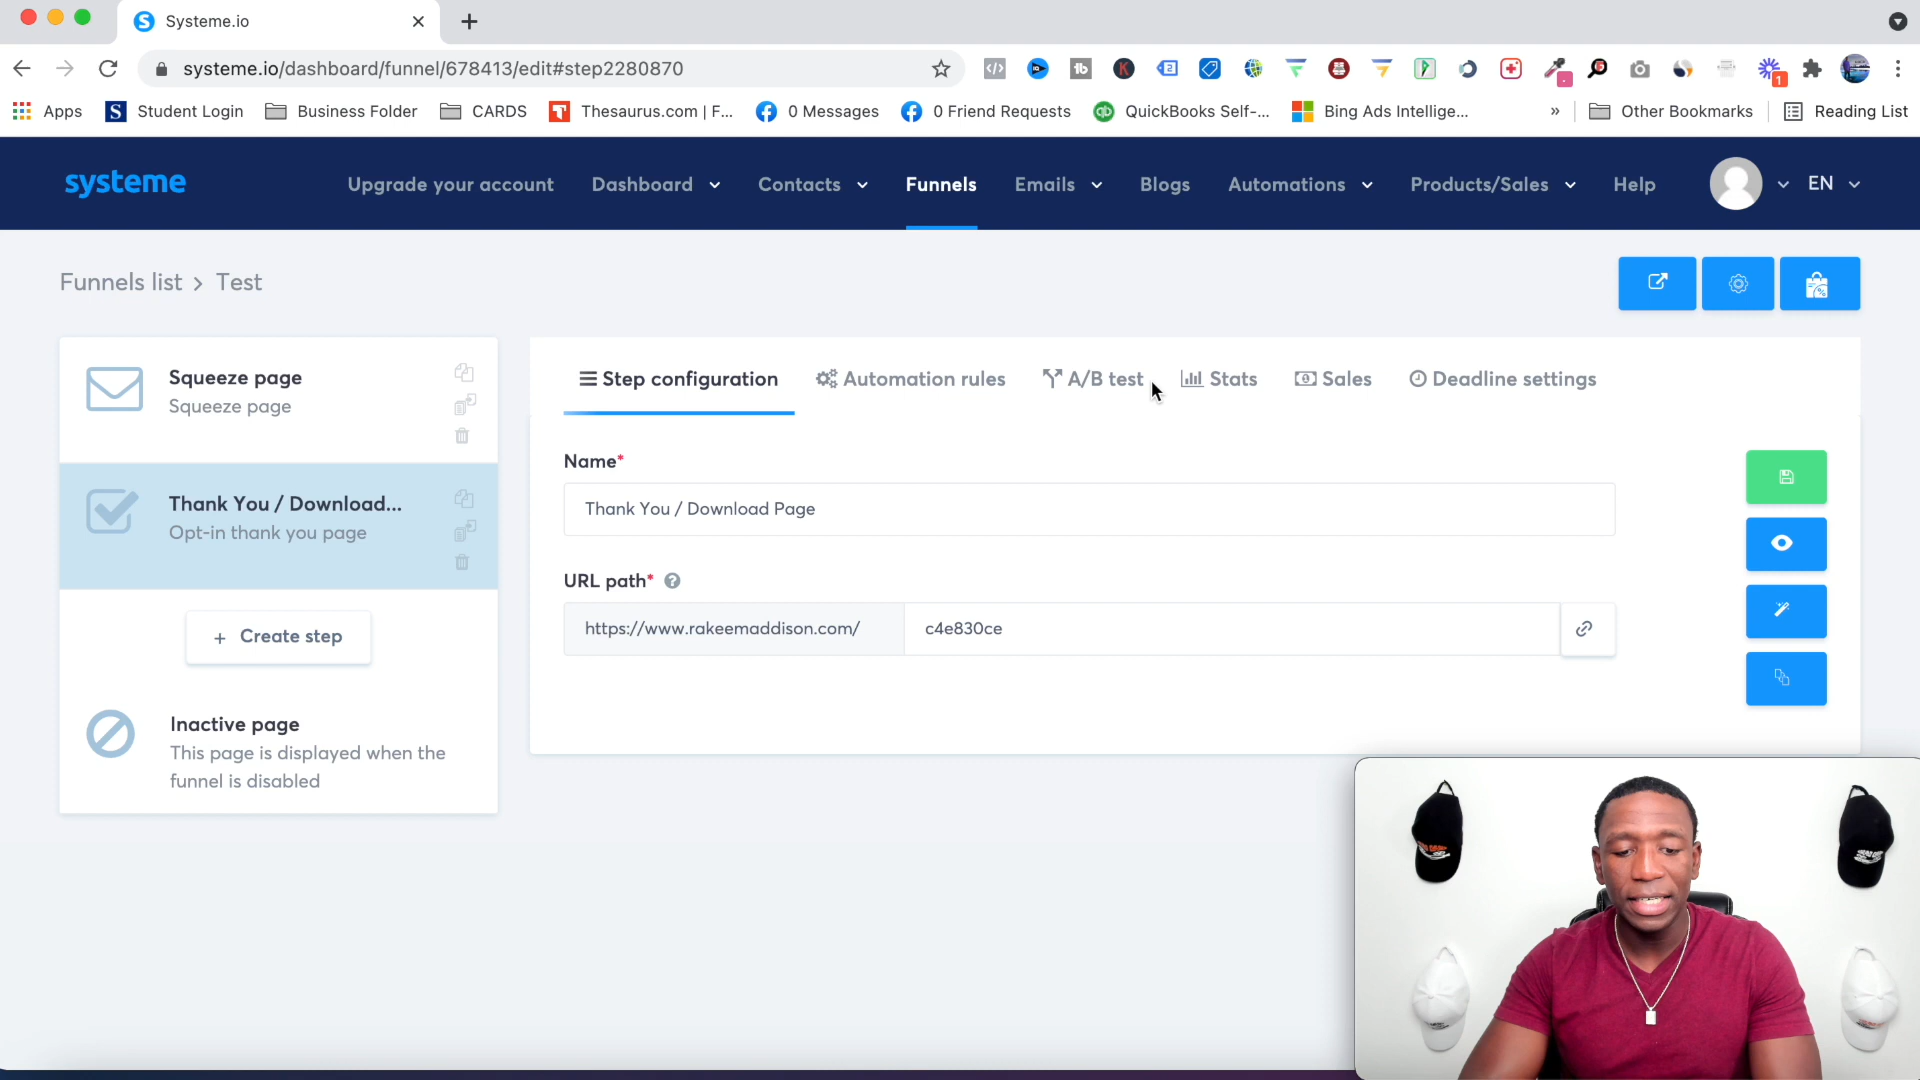 Systeme.io
systeme.io/dashboard/funnel/678413/edit#step2280870
1
Apps
Student Login
Business Folder
CARDS
Thesaurus.com | F...
0 Messages
0 Friend Requests
QuickBooks Self-...
Bing Ads Intellige...
»
Other Bookmarks
Reading List
systeme
Upgrade your account
Dashboard
Contacts
Funnels
Emails
Blogs
Automations
Products/Sales
Help
EN
Funnels list > Test
Squeeze page
Squeeze page
Thank You / Download...
Opt-in thank you page
+ Create step
Inactive page
This page is displayed when the
funnel is disabled
Step configuration
Automation rules
A/B test
Stats
Sales
Deadline settings
Name*
Thank You / Download Page
URL path*
https://www.rakeemaddison.com/
c4e830ce